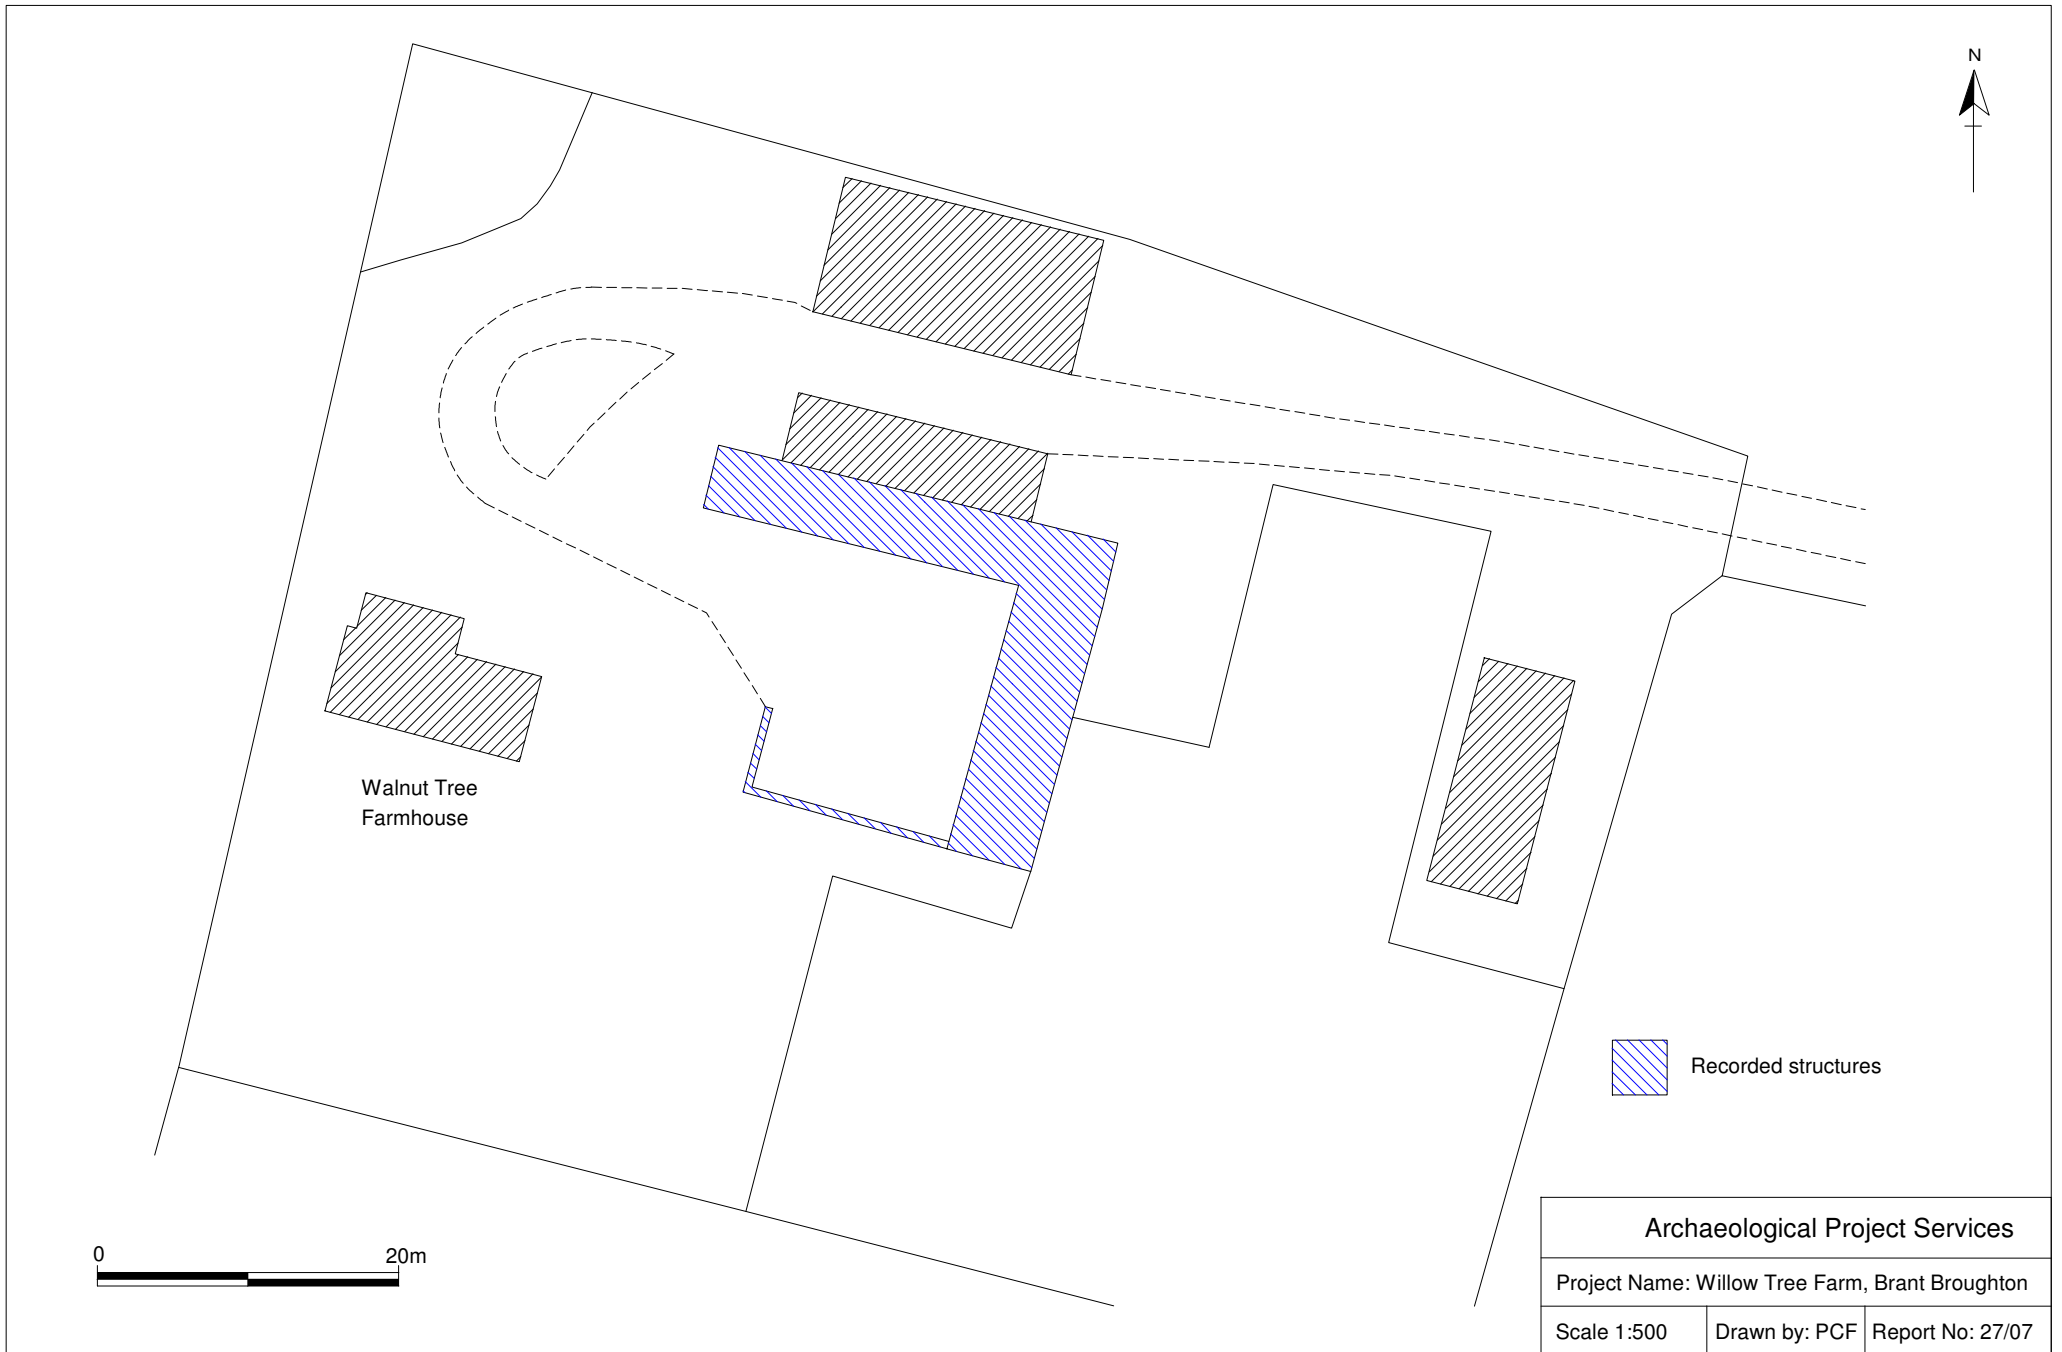 N
Walnut Tree
Farmhouse
Recorded structures
0 20m
Archaeological Project Services
Project Name: Willow Tree Farm, Brant Broughton
Scale 1:500 Drawn by: PCF Report No: 27/07